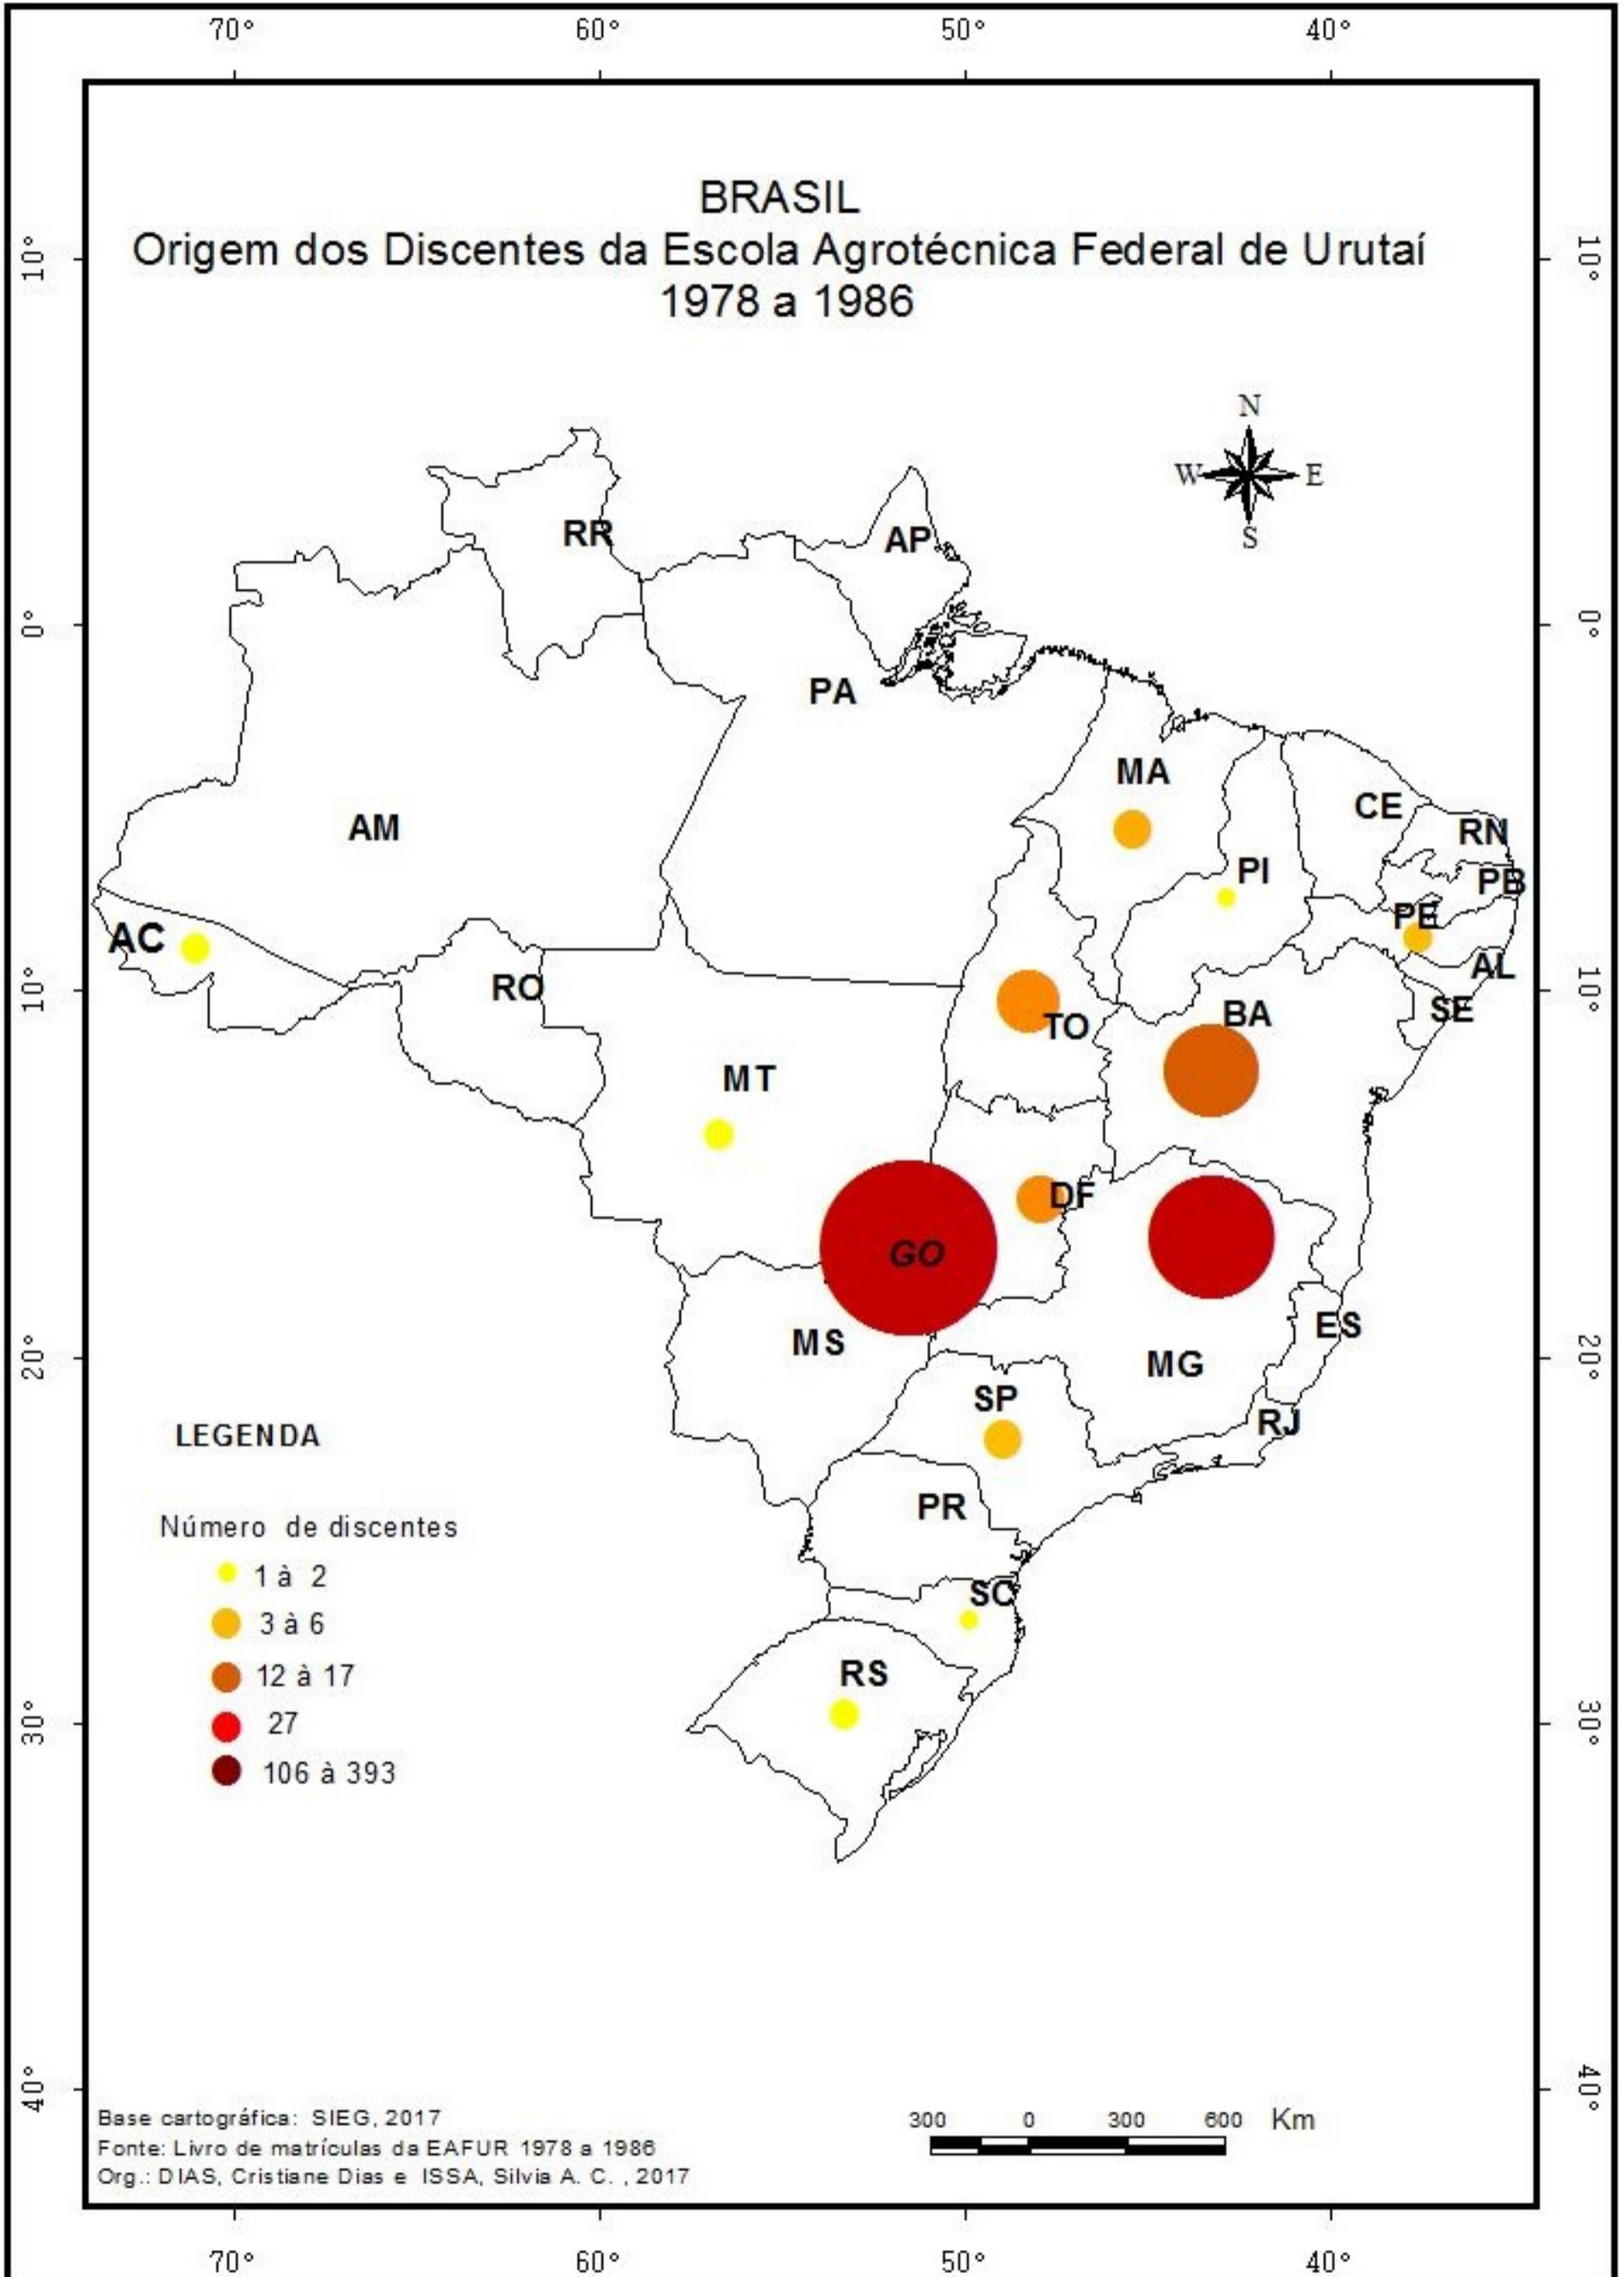 70° 60° 50° 40°
BRASIL
Origem dos Discentes da Escola Agrotécnica Federal de Urutaí
1978 a 1986
10° 10°
N
W E
S
RR
AP
0° 0°
PA
MA
CE
AM
RN
PI
PB
PE
AC
AL
RO
10° 10°
SE
BA
TO
MT
DF
GO
ES
MS
20° 20°
MG
SP
RJ
LEGENDA
PR
Número de discentes
1 à 2
SC
3 à 6
RS
12 à 17
27
30° 30°
106 à 393
40° 40°
Base cartográfica: SIEG, 2017
Fonte: Livro de matrículas da EAFUR 1978 a 1986
Org.: DIAS, Cristiane Dias e ISSA, Silvia A. C. , 2017
300 0 300 600 Km
70° 60° 50° 40°